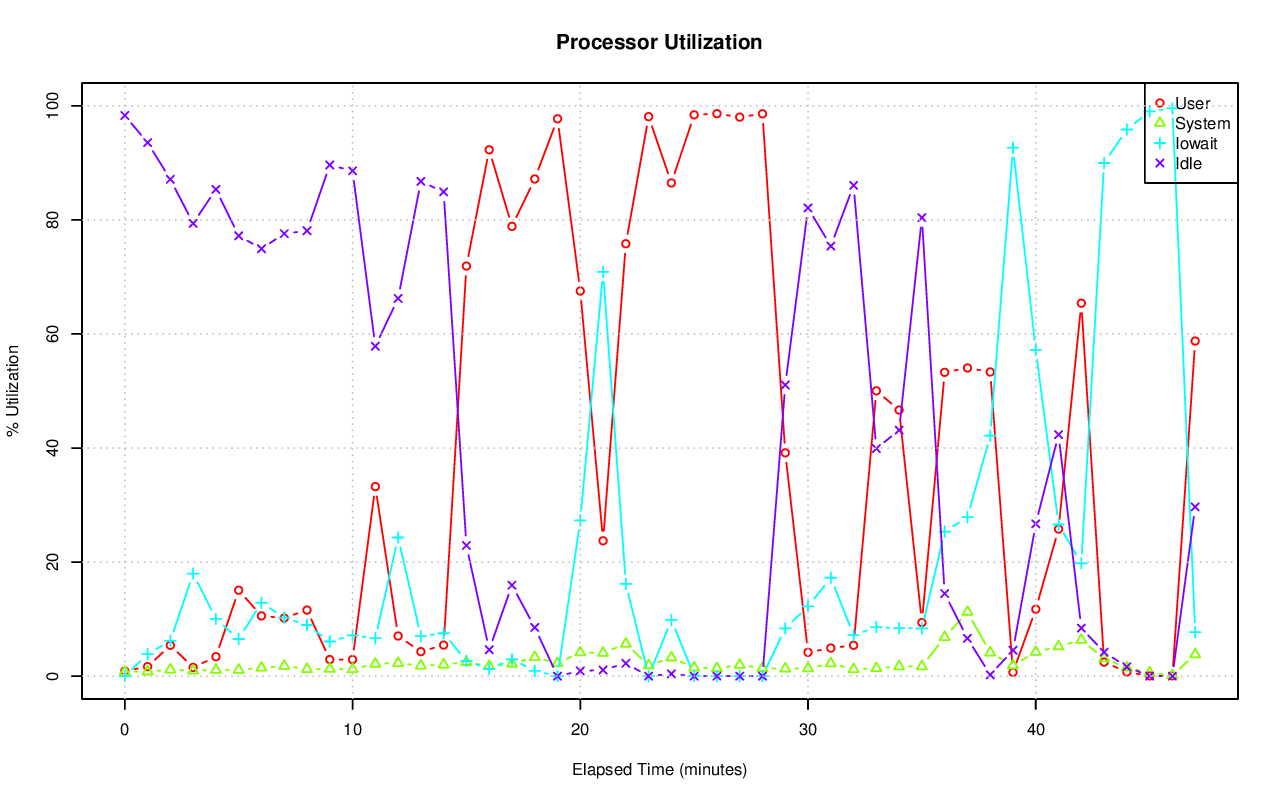 Processor Utilization
% Utilization
100
80
60
40
20
0
User
System
Iowait
Idle
0 10 20 30 40
Elapsed Time (minutes)